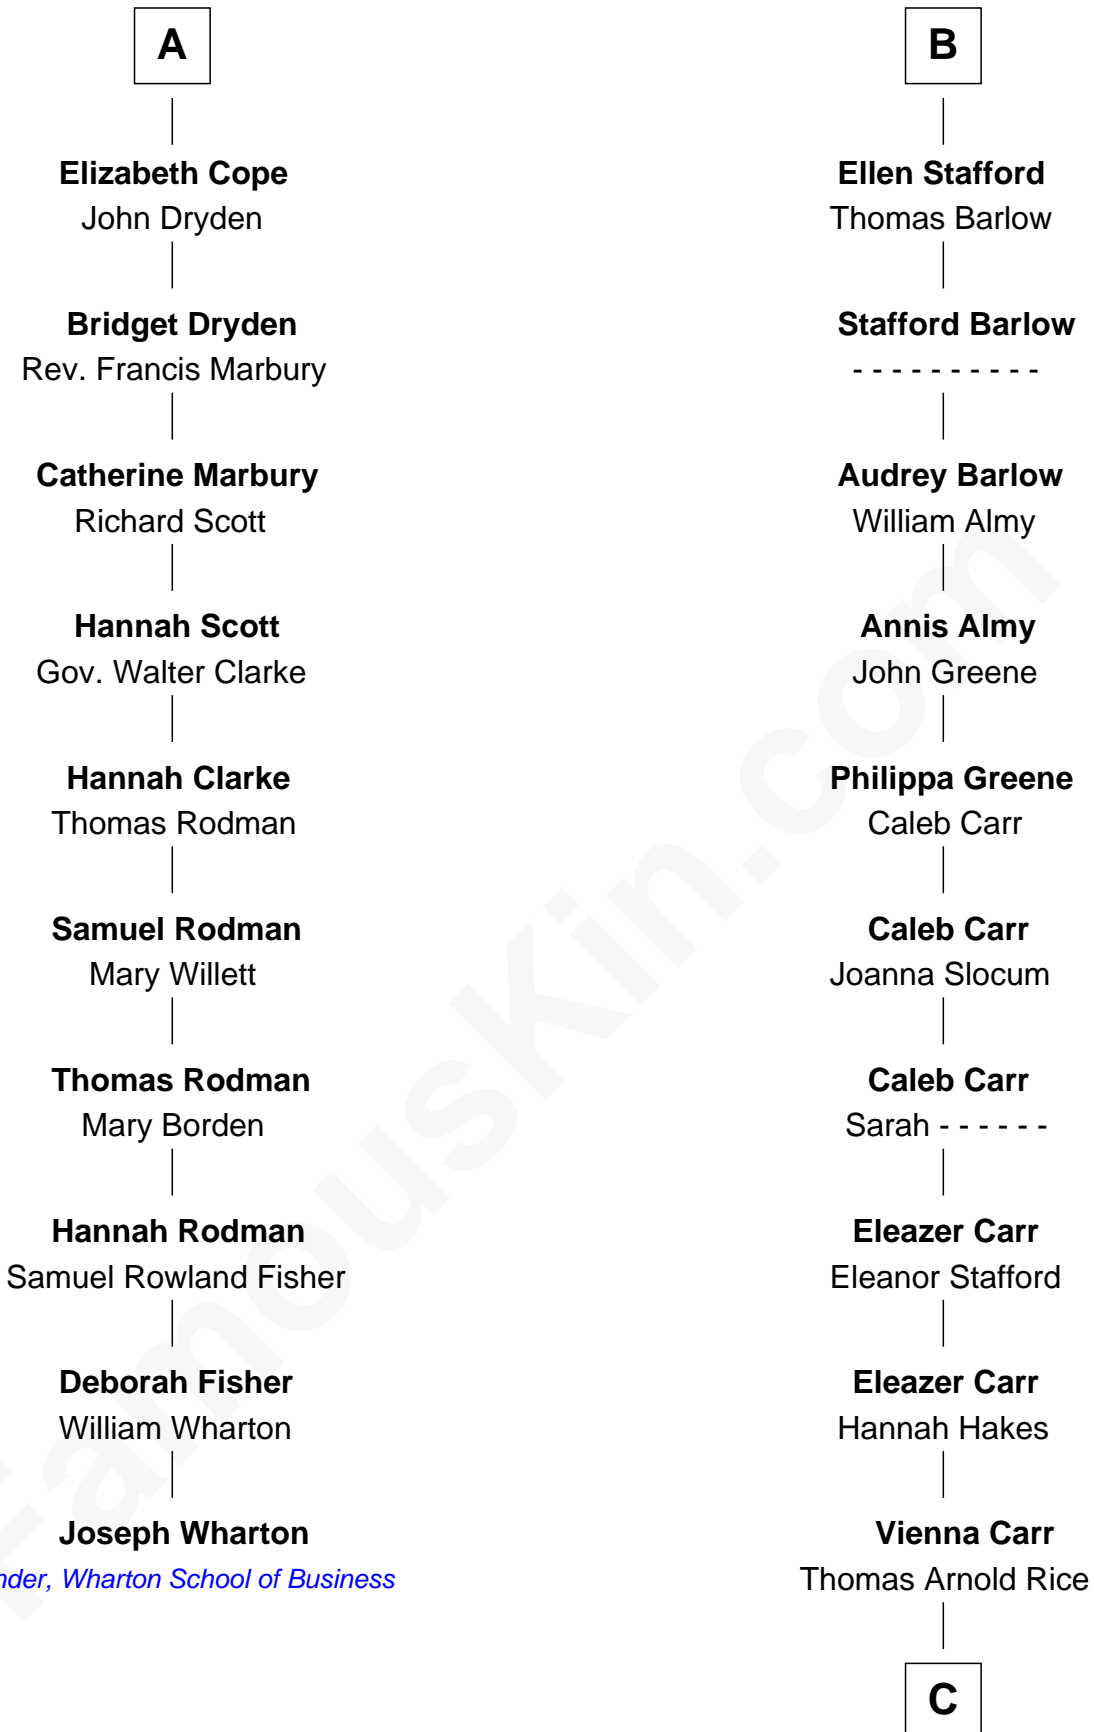 A
Elizabeth Cope
John Dryden
Bridget Dryden
Rev. Francis Marbury
Catherine Marbury
Richard Scott
Hannah Scott
Gov. Walter Clarke
Hannah Clarke
Thomas Rodman
Samuel Rodman
Mary Willett
Thomas Rodman
Mary Borden
Hannah Rodman
Samuel Rowland Fisher
Deborah Fisher
William Wharton
Joseph Wharton
nder, Wharton School of Business
B
Ellen Stafford
Thomas Barlow
Stafford Barlow
- - - - - - - - - -
Audrey Barlow
William Almy
Annis Almy
John Greene
Philippa Greene
Caleb Carr
Caleb Carr
Joanna Slocum
Caleb Carr
Sarah - - - - - -
Eleazer Carr
Eleanor Stafford
Eleazer Carr
Hannah Hakes
Vienna Carr
Thomas Arnold Rice
C
FamousKin.com